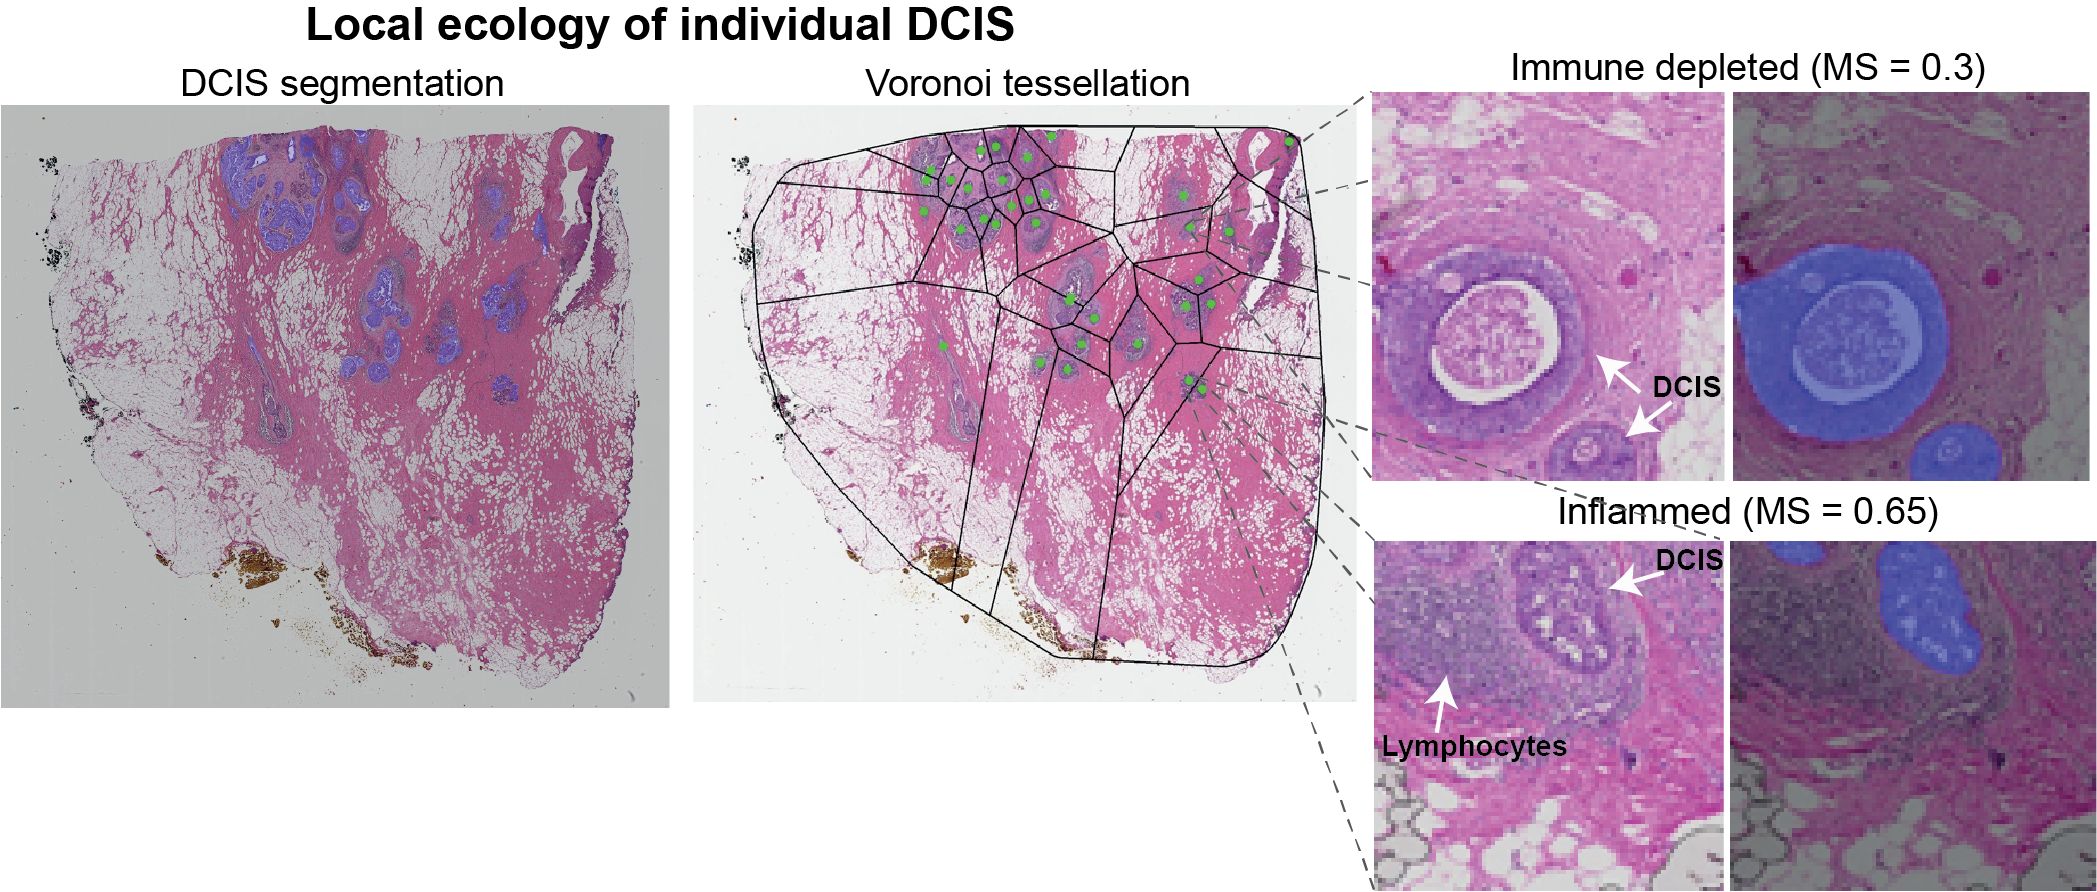 Local ecology of individual DCIS
DCIS segmentation
Voronoi tessellation
Immune depleted (MS = 0.3)
DCIS
Inflammed (MS = 0.65)
DCIS
Lymphocytes